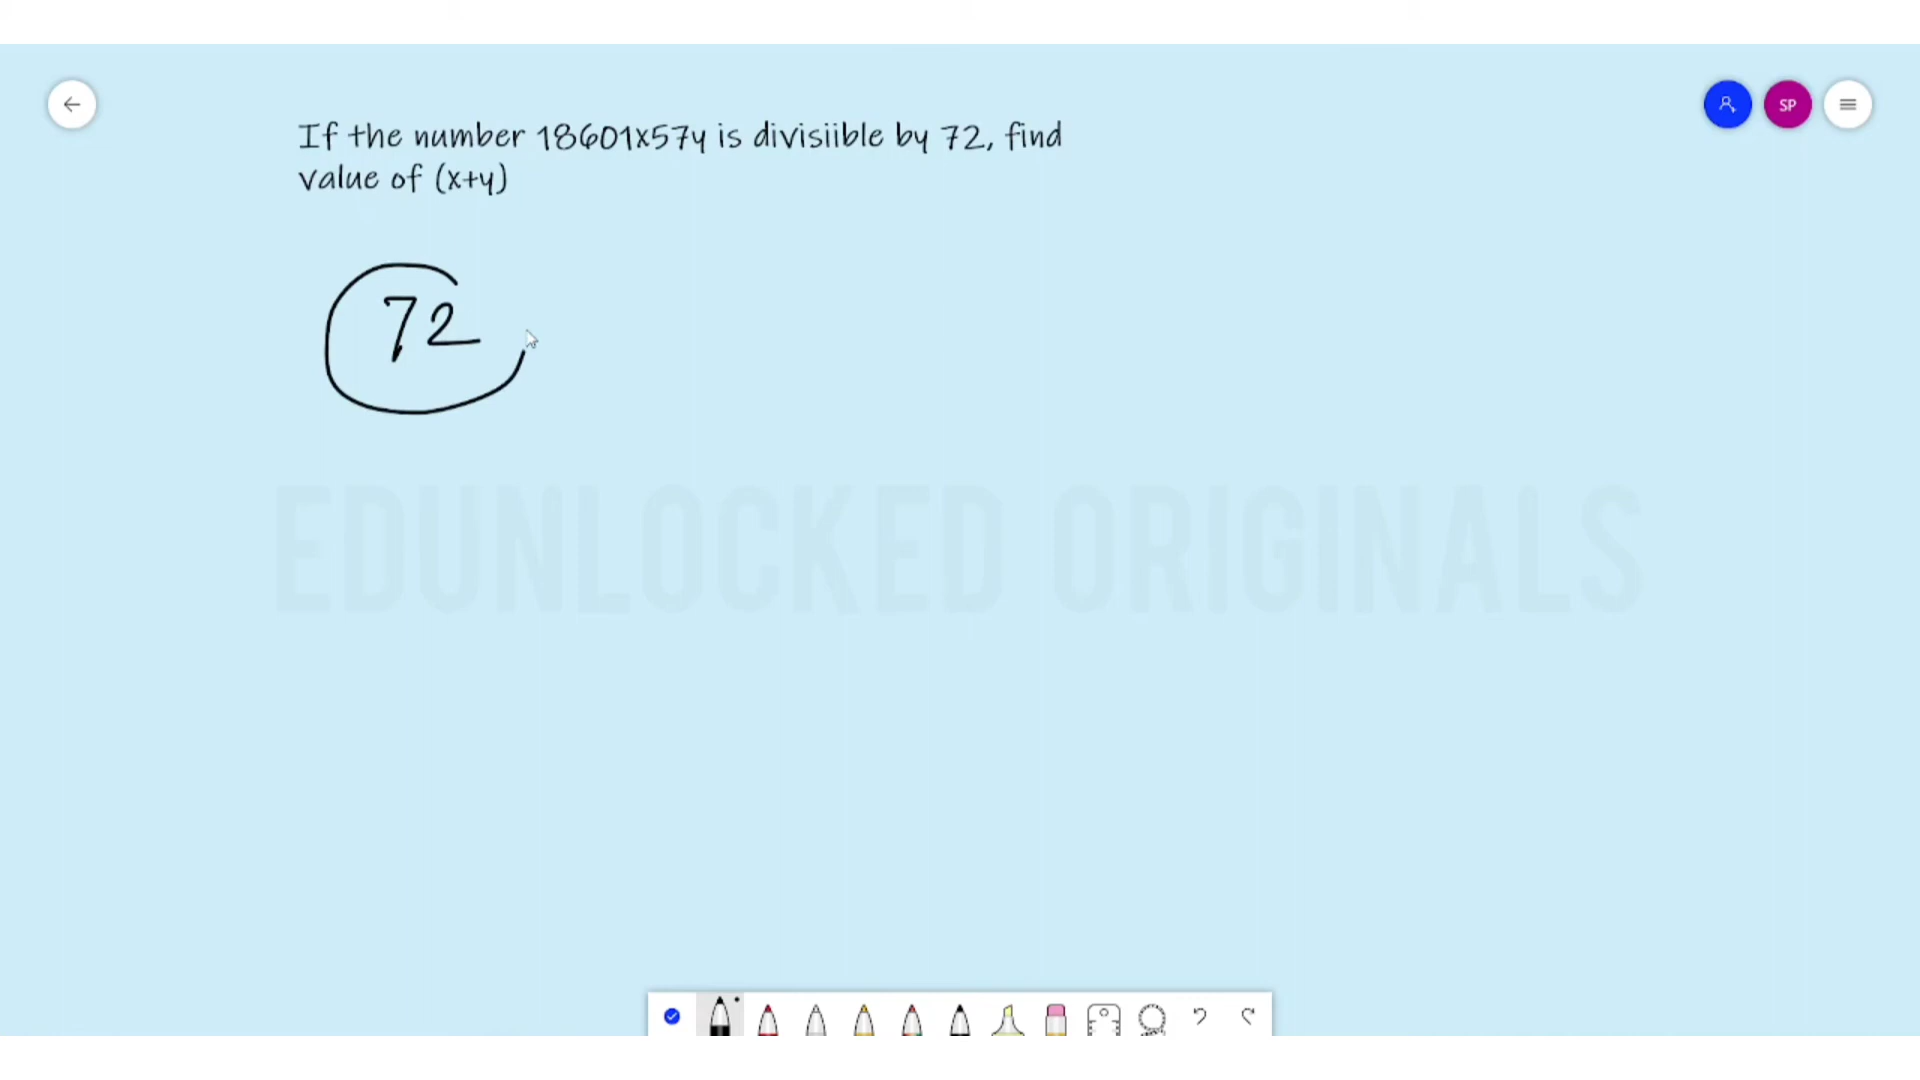 SP
If the number 18601x57y is divisiible by 72, find
value of (x+y)
72
EDUNLOCKED ORIGINALS